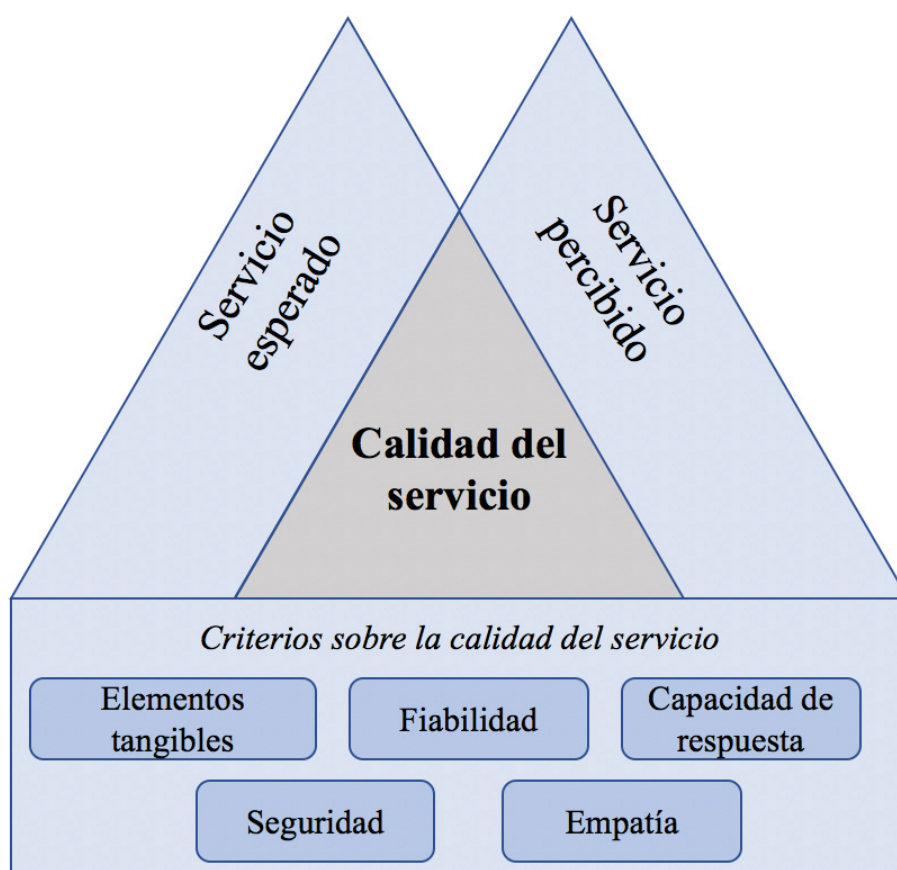 Servicio
esperado
Servicio
percibido
Calidad del
servicio
Criterios sobre la calidad del servicio
Elementos
tangibles
Fiabilidad
Capacidad de
respuesta
Seguridad
Empatía